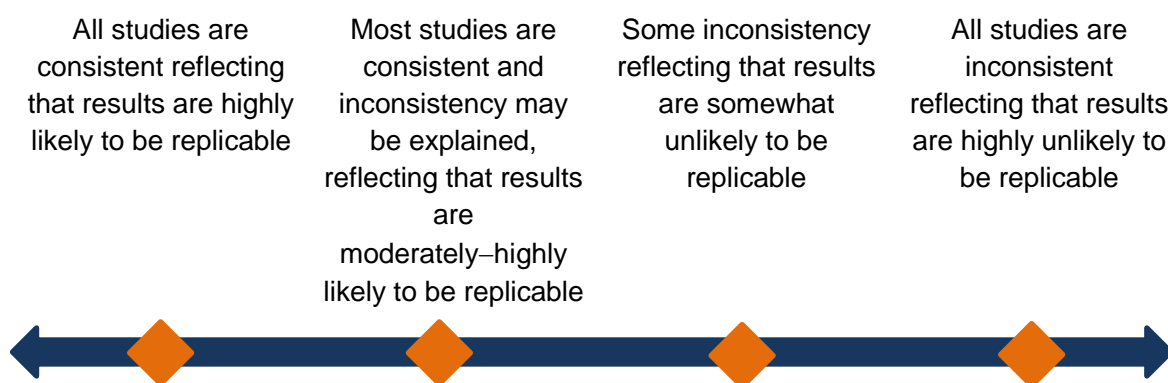 All studies are
consistent reflecting
that results are highly
likely to be replicable
Most studies are
consistent and
inconsistency may
be explained,
reflecting that results
are
moderately–highly
likely to be replicable
Some inconsistency
reflecting that results
are somewhat
unlikely to be
replicable
All studies are
inconsistent
reflecting that results
are highly unlikely to
be replicable